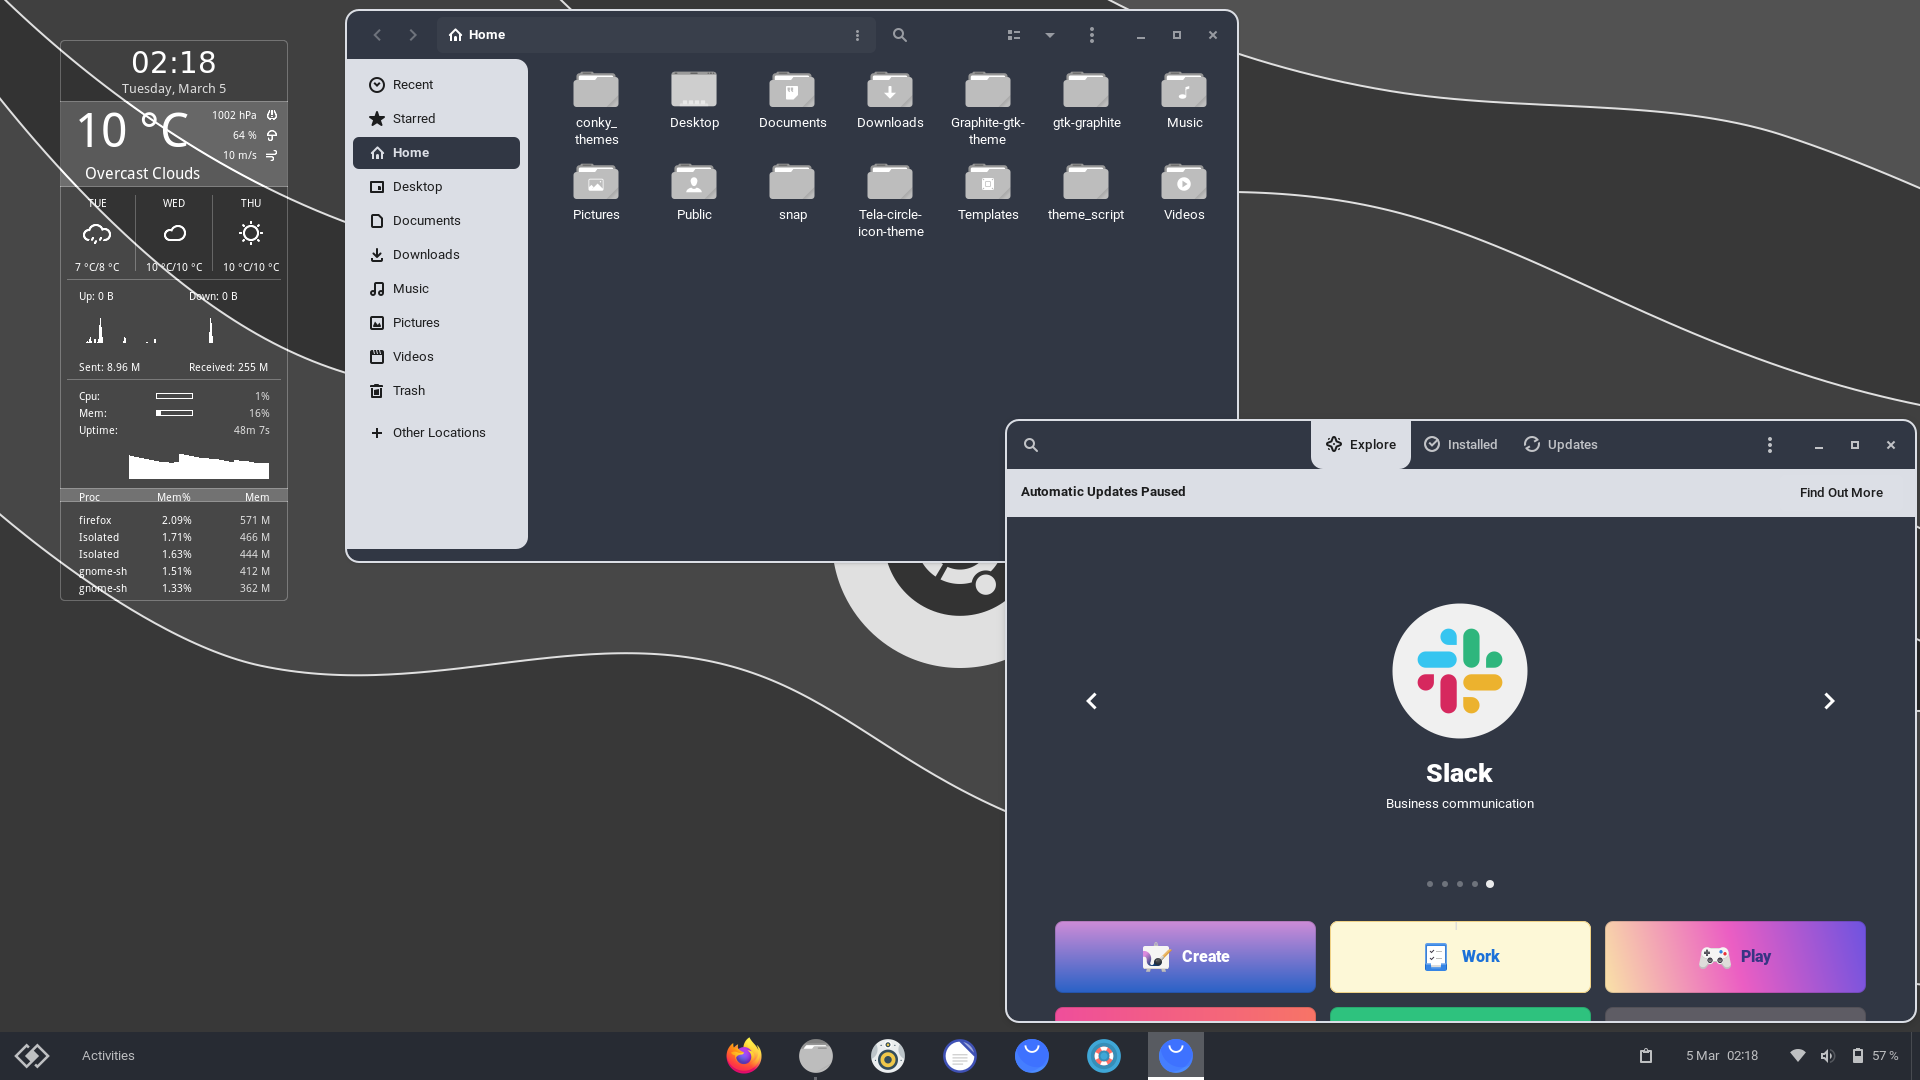 02:18
Tuesday, March 5
10 °C
1002 hPa
64 %
10 m/s
Overcast Clouds
TUE WED THU
7 °C/8 °C 10 °C/10 °C 10 °C/10 °C
Up: 0 B Down: 0 B
Sent: 8.96 M Received: 255 M
Cpu: 1%
Mem: 16%
Uptime: 48m 7s
Proc Mem% Mem
firefox 2.09% 571 M
Isolated 1.71% 466 M
Isolated 1.63% 444 M
gnome-sh 1.51% 412 M
gnome-sh 1.33% 362 M
Home
Recent
Starred
Home
Desktop
Documents
Downloads
Music
Pictures
Videos
Trash
Other Locations
conky_
themes
Desktop
Documents
Downloads
Graphite-gtk-
theme
gtk-graphite
Music
Pictures
Public
snap
Tela-circle-
icon-theme
Templates
theme_script
Videos
Explore Installed Updates
Automatic Updates Paused Find Out More
Slack
Business communication
Create Work Play
Activities 5 Mar 02:18 57 %